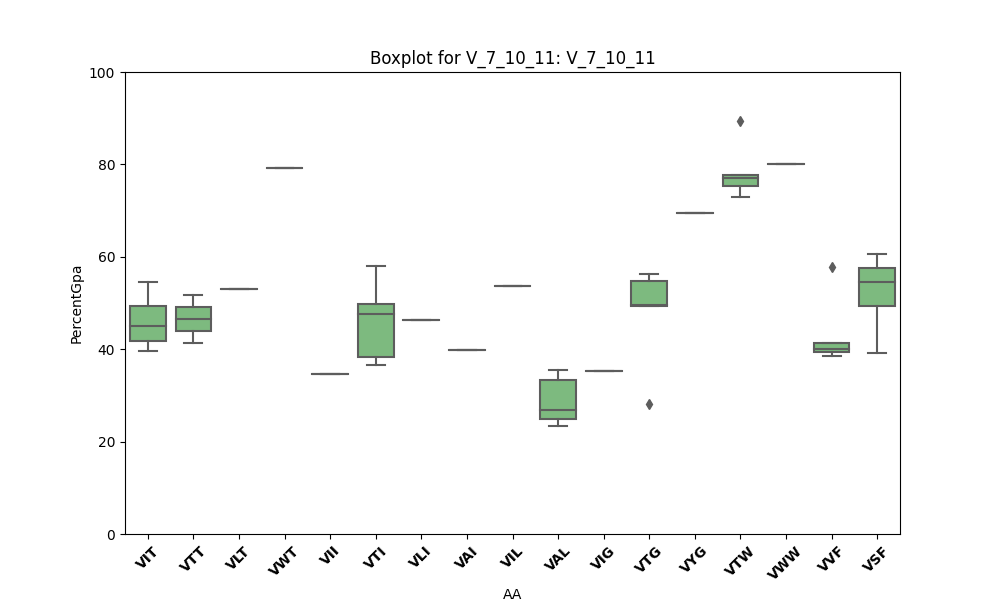 Boxplot for V_7_10_11: V_7_10_11
100
80
60
40
20
0
PercentGpa
VIT VTT VLT VWT VII VTI VLI VAI VIL VAL VIG VTG VYG VTW VWW VVF VSF
AA